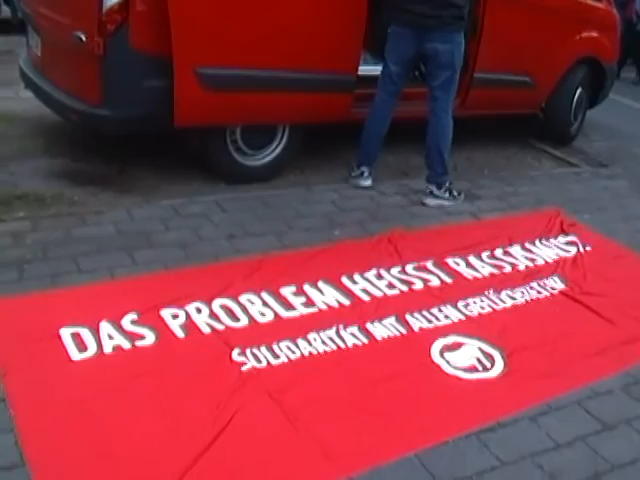 DAS PROBLEM HEISST RASSISMUS.
SOLIDARITÄT MIT ALLEN GEFLÜCHTETEN!